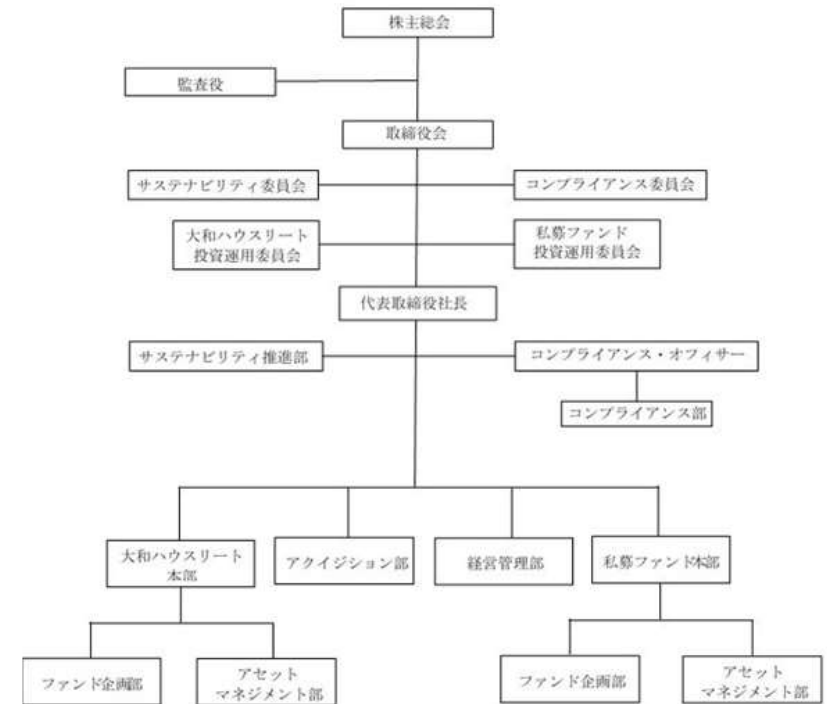 株主総会
監査役
取締役会
サステナビリティ委員会
コンプライアンス委員会
大和ハウスリート
投資運用委員会
私募ファンド
投資運用委員会
代表取締役社長
サステナビリティ推進部
コンプライアンス・オフィサー
コンプライアンス部
大和ハウスリート
本部
アクイジション部
経営管理部
私募ファンド本部
ファンド企画部
アセット
マネジメント部
ファンド企画部
アセット
マネジメント部